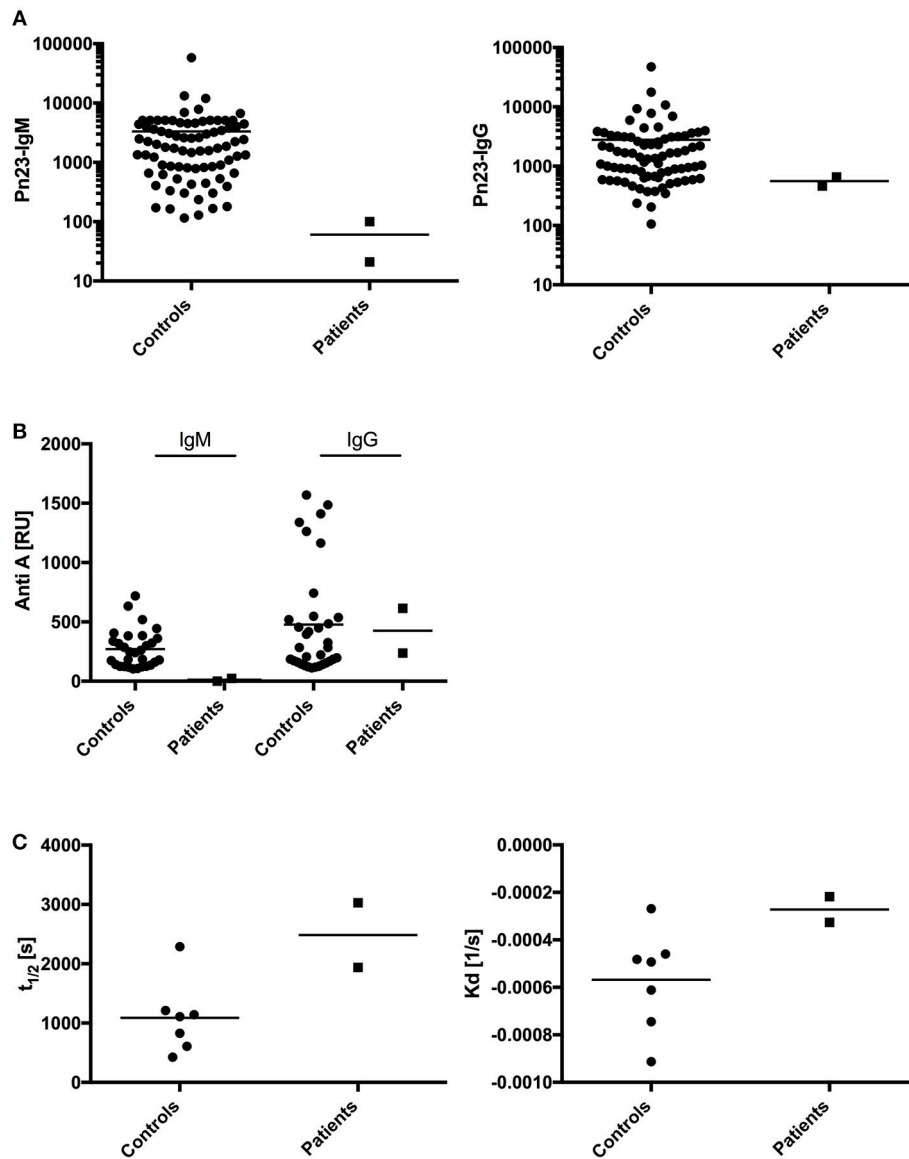 A
Pn23-IgM
100000
10000
1000
100
10
Controls
Patients
Pn23-IgG
100000
10000
1000
100
10
Controls
Patients
B
Anti A [RU]
2000
1500
1000
500
0
IgM
IgG
Controls
Patients
Controls
Patients
C
t1/2 [s]
4000
3000
2000
1000
0
Controls
Patients
Kd [1/s]
0.0000
-0.0002
-0.0004
-0.0006
-0.0008
-0.0010
Controls
Patients